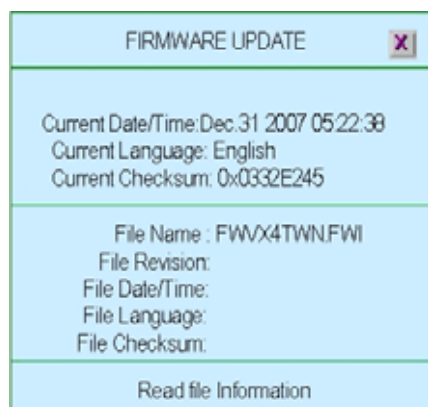 FIRMWARE UPDATE X
Current Date/Time:Dec.31 2007 05:22:38
Current Language: English
Current Checksum: 0x0332E245
File Name : FWVX4TWN.FWI
File Revision:
File Date/Time:
File Language:
File Checksum:
Read file Information